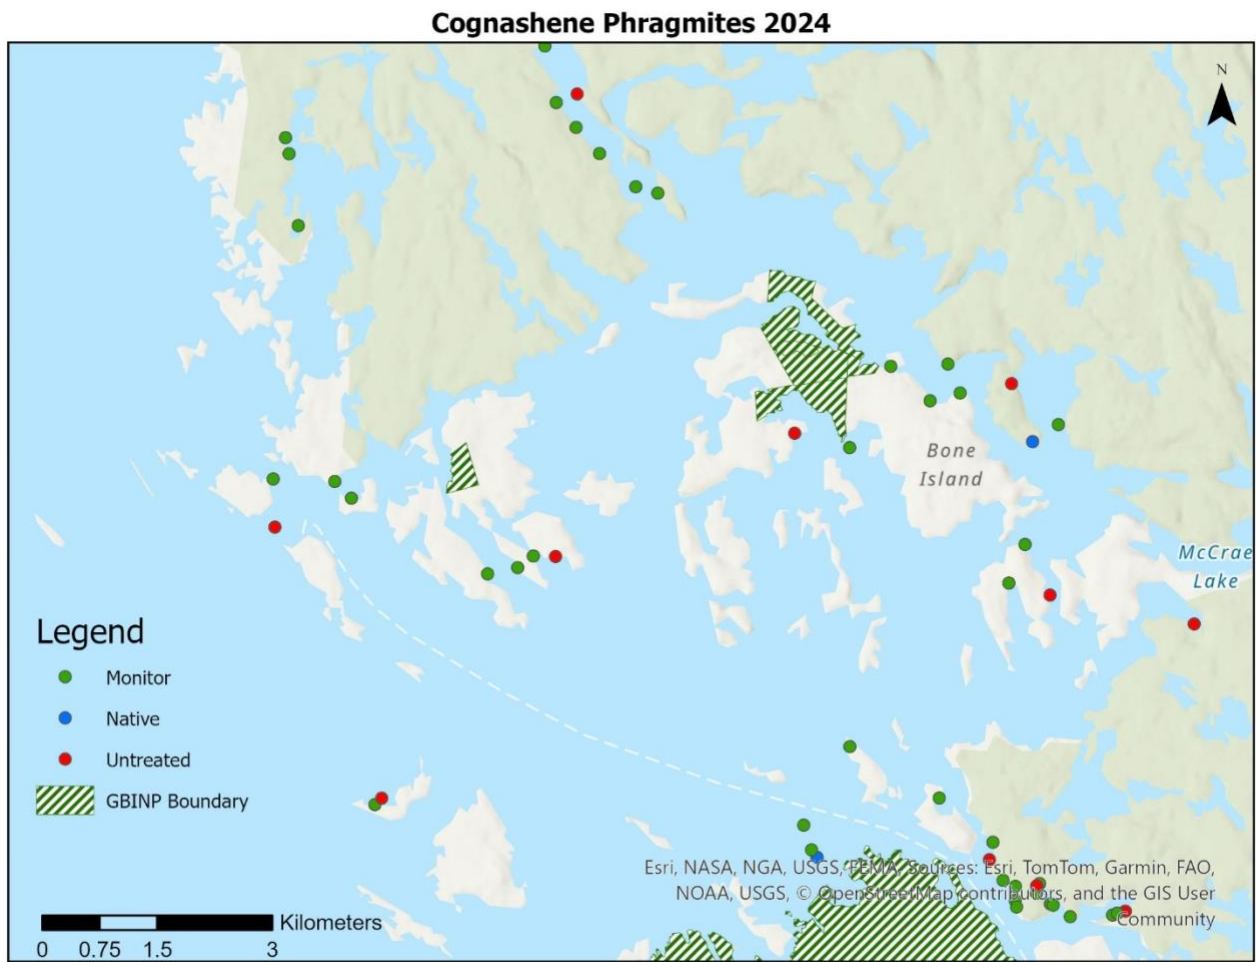 Cognashene Phragmites 2024
N
Bone
Island
McCrae
Lake
Legend
Monitor
Native
Untreated
GBINP Boundary
Esri, NASA, NGA, USGS, FEMA, Sources: Esri, TomTom, Garmin, FAO,
NOAA, USGS, © OpenStreetMap contributors, and the GIS User
Community
Kilometers
0 0.75 1.5 3